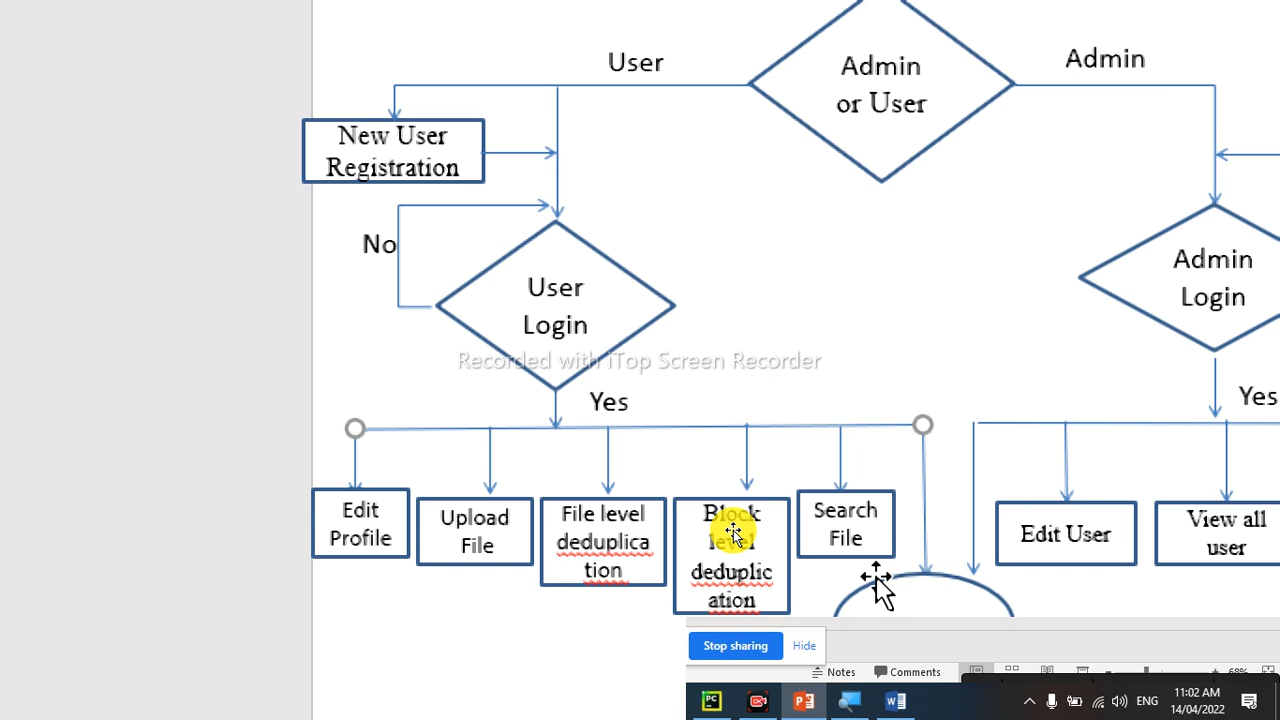 User
Admin
Admin
or User
New User
Registration
No
User
Login
Admin
Login
Recorded with iTop Screen Recorder
Yes
Yes
Edit
Profile
Upload
File
File level
deduplica
tion
Block
level
deduplic
ation
Search
File
Edit User
View all
user
Stop sharing
Hide
Notes
Comments
68%
PC
P
W
ENG
11:02 AM
14/04/2022